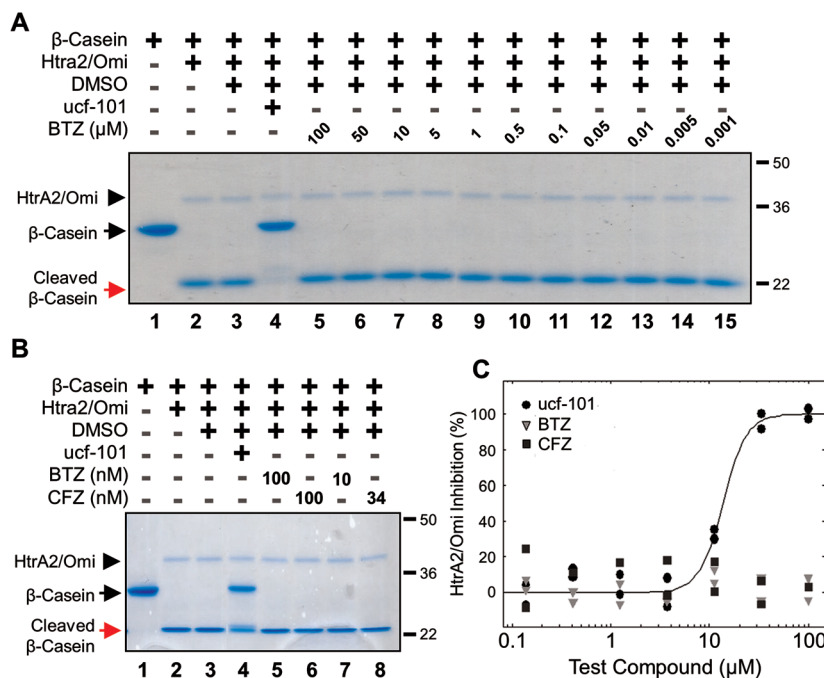 A
β-Casein + + + + + + + + + + + + + + +
Htra2/Omi - + + + + + + + + + + + + + +
DMSO - - + + + + + + + + + + + + +
ucf-101 - - - + - - - - - - - - - - -
BTZ (µM) - - - - 100 50 10 5 1 0.5 0.1 0.05 0.01 0.005 0.001
50
HtrA2/Omi
36
β-Casein
Cleaved
β-Casein
22
1 2 3 4 5 6 7 8 9 10 11 12 13 14 15
B
β-Casein + + + + + + + +
Htra2/Omi - + + + + + + +
DMSO - - + + + + + +
ucf-101 - - - + - - - -
BTZ (nM) - - - - 100 - 10 -
CFZ (nM) - - - - - 100 - 34
50
HtrA2/Omi
36
β-Casein
Cleaved
β-Casein
22
1 2 3 4 5 6 7 8
C
ucf-101
BTZ
CFZ
100
80
60
40
20
0
HtrA2/Omi Inhibition (%)
0.1 1 10 100
Test Compound (µM)